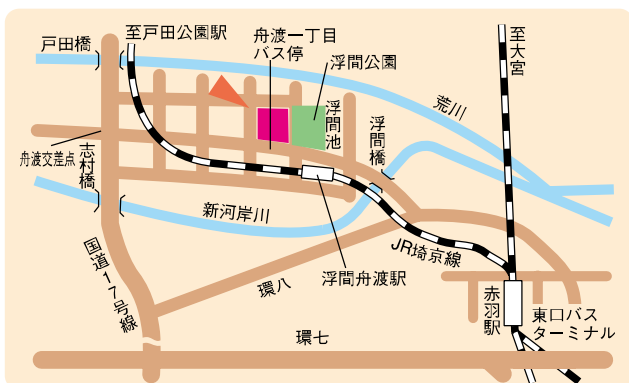 戸田橋
至戸田公園駅
舟渡一丁目
バス停
浮間公園
至大宮
荒川
浮間池
浮間橋
舟渡交差点
志村橋
新河岸川
国道17号線
環八
浮間舟渡駅
JR埼京線
赤羽駅
東口バス
ターミナル
環七